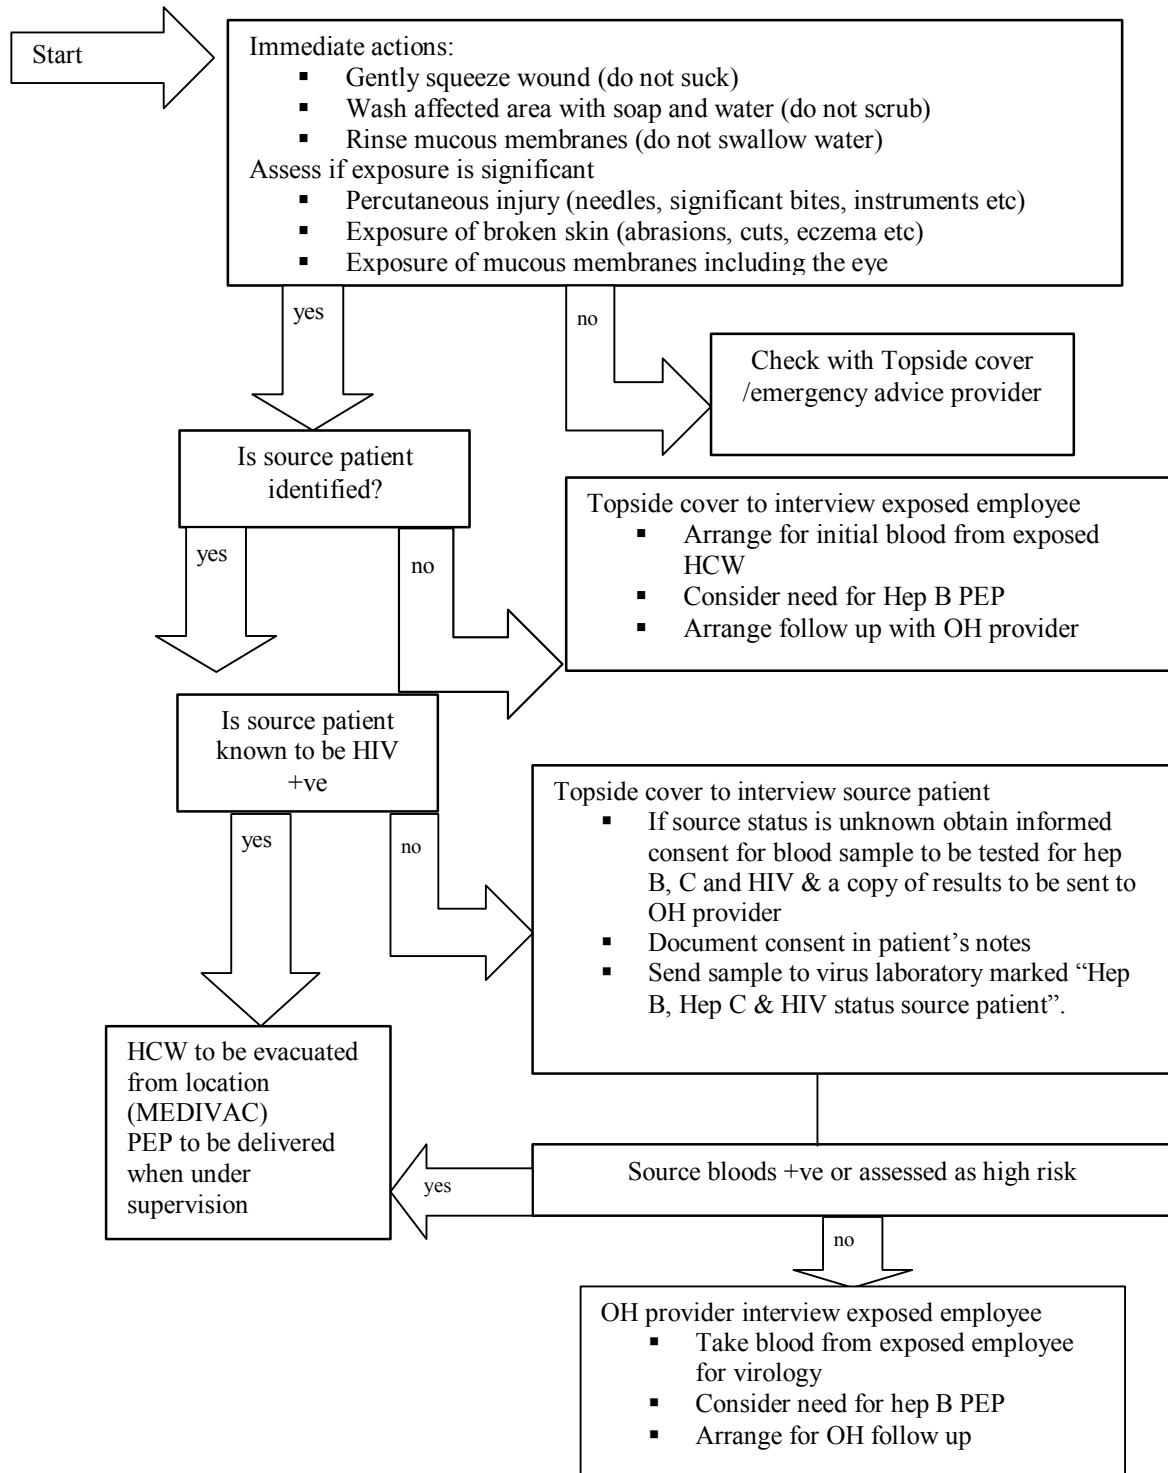 Start
Immediate actions:
▪ Gently squeeze wound (do not suck)
▪ Wash affected area with soap and water (do not scrub)
▪ Rinse mucous membranes (do not swallow water)
Assess if exposure is significant
▪ Percutaneous injury (needles, significant bites, instruments etc)
▪ Exposure of broken skin (abrasions, cuts, eczema etc)
▪ Exposure of mucous membranes including the eye
yes
no
Check with Topside cover
/emergency advice provider
Is source patient
identified?
yes
no
Topside cover to interview exposed employee
▪ Arrange for initial blood from exposed
HCW
▪ Consider need for Hep B PEP
▪ Arrange follow up with OH provider
Is source patient
known to be HIV
+ve
yes
no
Topside cover to interview source patient
▪ If source status is unknown obtain informed
consent for blood sample to be tested for hep
B, C and HIV & a copy of results to be sent to
OH provider
▪ Document consent in patient’s notes
▪ Send sample to virus laboratory marked “Hep
B, Hep C & HIV status source patient”.
HCW to be evacuated
from location
(MEDIVAC)
PEP to be delivered
when under
supervision
Source bloods +ve or assessed as high risk
yes
no
OH provider interview exposed employee
▪ Take blood from exposed employee
for virology
▪ Consider need for hep B PEP
▪ Arrange for OH follow up